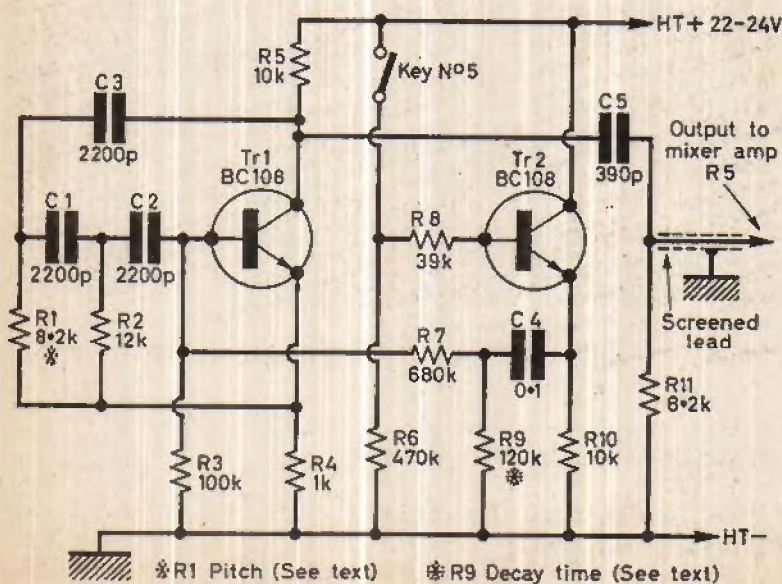 HT+ 22-24V
R5
10k
Key Nº5
C3
2200p
C5
390p
Output to
mixer amp
R5
Tr1
BC108
Tr2
BC108
C1
2200p
C2
2200p
R8
39k
Screened
lead
R1
8·2k
※
R2
12k
R7
680k
C4
0·1
R11
8·2k
R3
100k
R4
1k
R6
470k
R9
120k
※
R10
10k
HT-
※R1 Pitch (See text) ※R9 Decay time (See text)